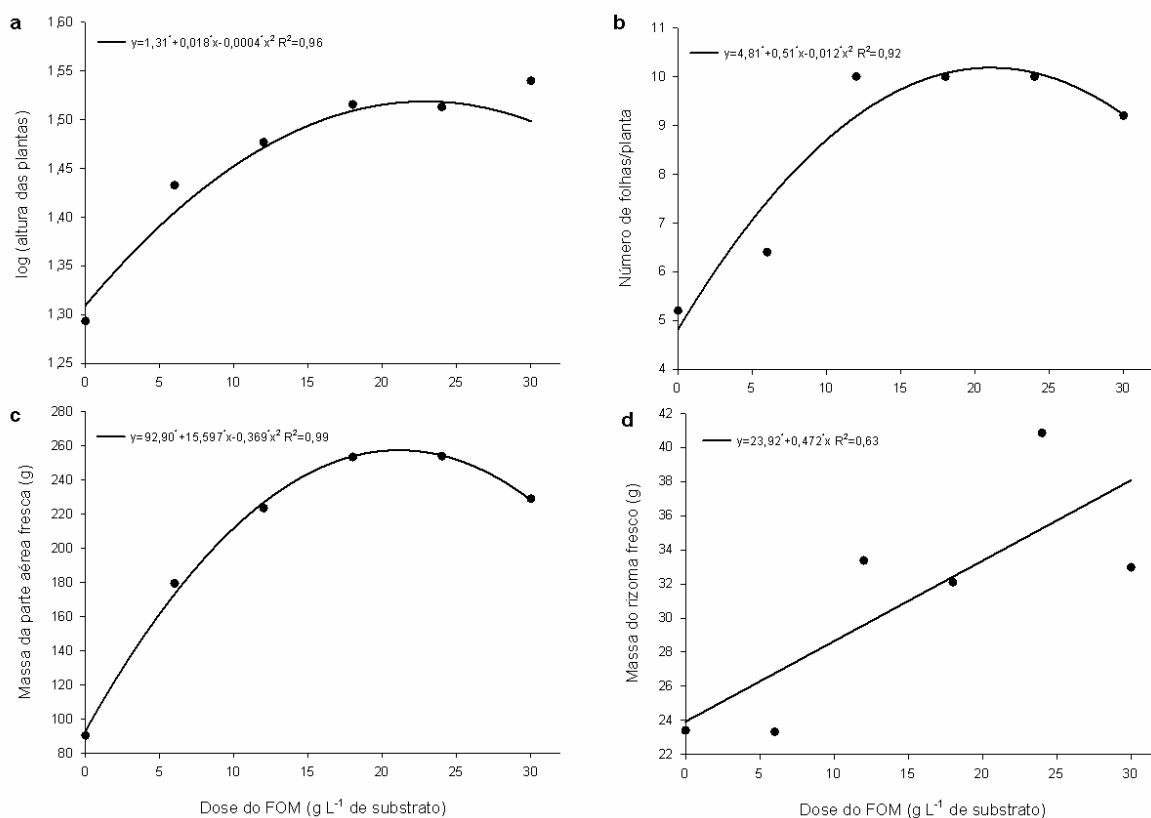 a
y=1,31*+0,018*x-0,0004*x² R²=0,96
log (altura das plantas)
1,60
1,55
1,50
1,45
1,40
1,35
1,30
1,25
0 5 10 15 20 25 30
b
y=4,81*+0,51*x-0,012*x² R²=0,92
Número de folhas/planta
11
10
9
8
7
6
5
4
0 5 10 15 20 25 30
c
y=92,90*+15,597*x-0,369*x² R²=0,99
Massa da parte aérea fresca (g)
280
260
240
220
200
180
160
140
120
100
80
0 5 10 15 20 25 30
Dose do FOM (g L⁻¹ de substrato)
d
y=23,92*+0,472*x R²=0,63
Massa do rizoma fresco (g)
42
40
38
36
34
32
30
28
26
24
22
0 5 10 15 20 25 30
Dose do FOM (g L⁻¹ de substrato)